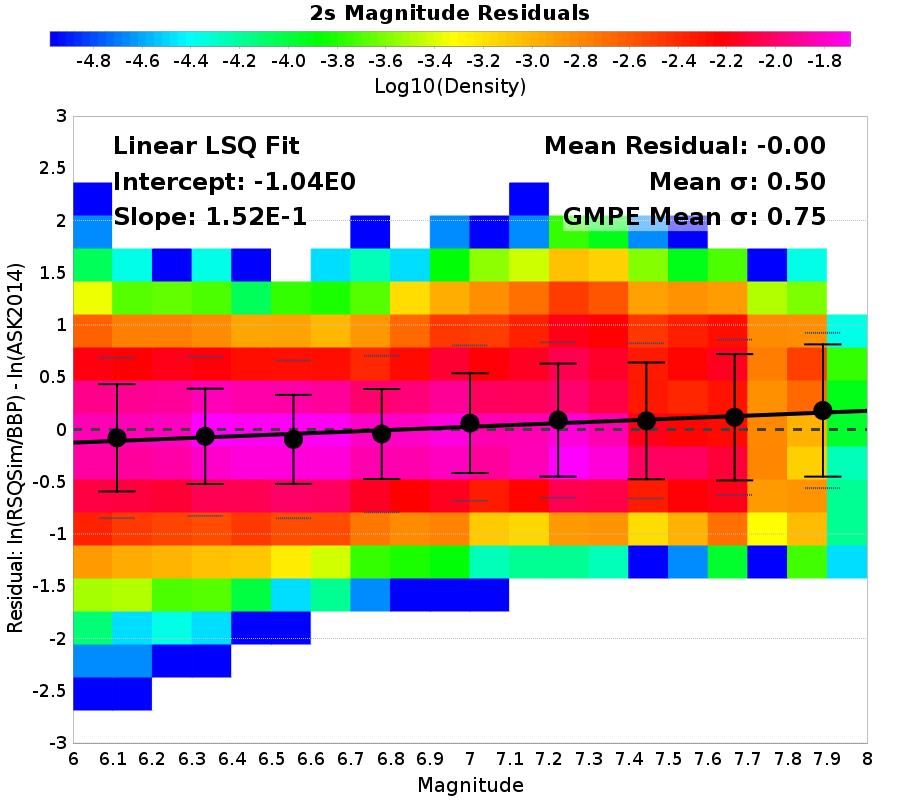 2s Magnitude Residuals
-4.8 -4.6 -4.4 -4.2 -4.0 -3.8 -3.6 -3.4 -3.2 -3.0 -2.8 -2.6 -2.4 -2.2 -2.0 -1.8
Log10(Density)
Linear LSQ Fit
Intercept: -1.04E0
Slope: 1.52E-1
Mean Residual: -0.00
Mean σ: 0.50
GMPE Mean σ: 0.75
Residual: ln(RSQSim/BBP) - ln(ASK2014)
3
2.5
2
1.5
1
0.5
0
-0.5
-1
-1.5
-2
-2.5
-3
6 6.1 6.2 6.3 6.4 6.5 6.6 6.7 6.8 6.9 7 7.1 7.2 7.3 7.4 7.5 7.6 7.7 7.8 7.9 8
Magnitude